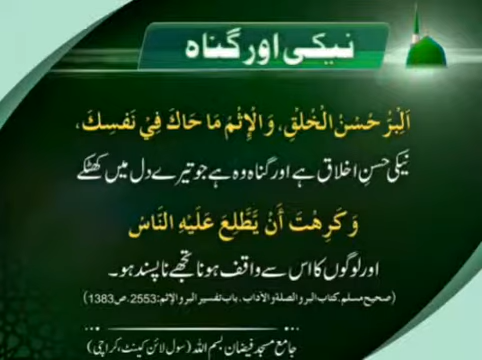 نیکی اور گناہ
اَلْبِرُّ حُسْنُ الْخُلْقِ، وَالْاِثْمُ مَا حَاكَ فِيْ نَفْسِكَ،
نیکی حسنِ اخلاق ہے اور گناہ وہ ہے جو تیرے دل میں کھٹکے
وَكَرِهْتَ أَنْ يَّطَّلِعَ عَلَيْهِ النَّاسُ
اور لوگوں کا اس سے واقف ہونا تجھے ناپسند ہو۔
(صحیح مسلم، کتاب البر والصلة والآداب، باب تفسیر البر والإثم:2553،ص1383)
جامع مسجد فیضان بسم اللہ (سول لائن کینٹ، کراچی)